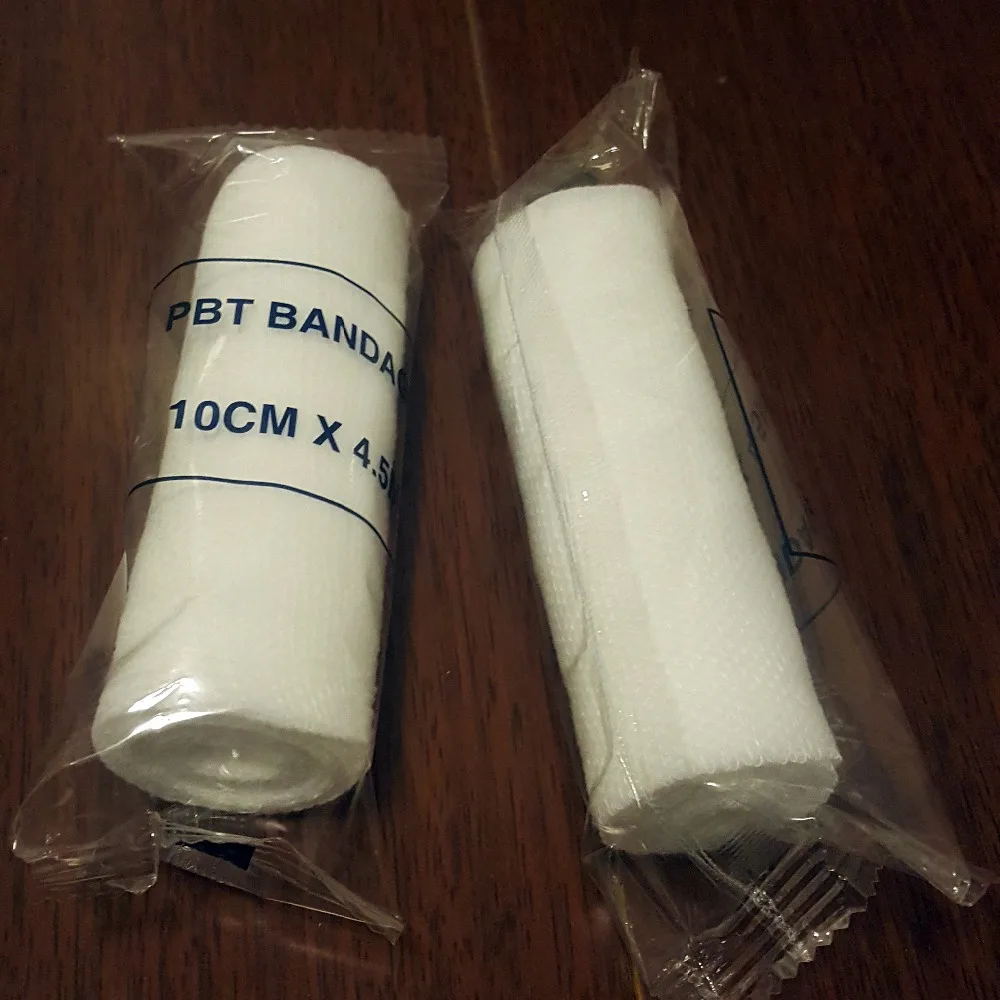 PBT BANDAG
10CM X 4.5